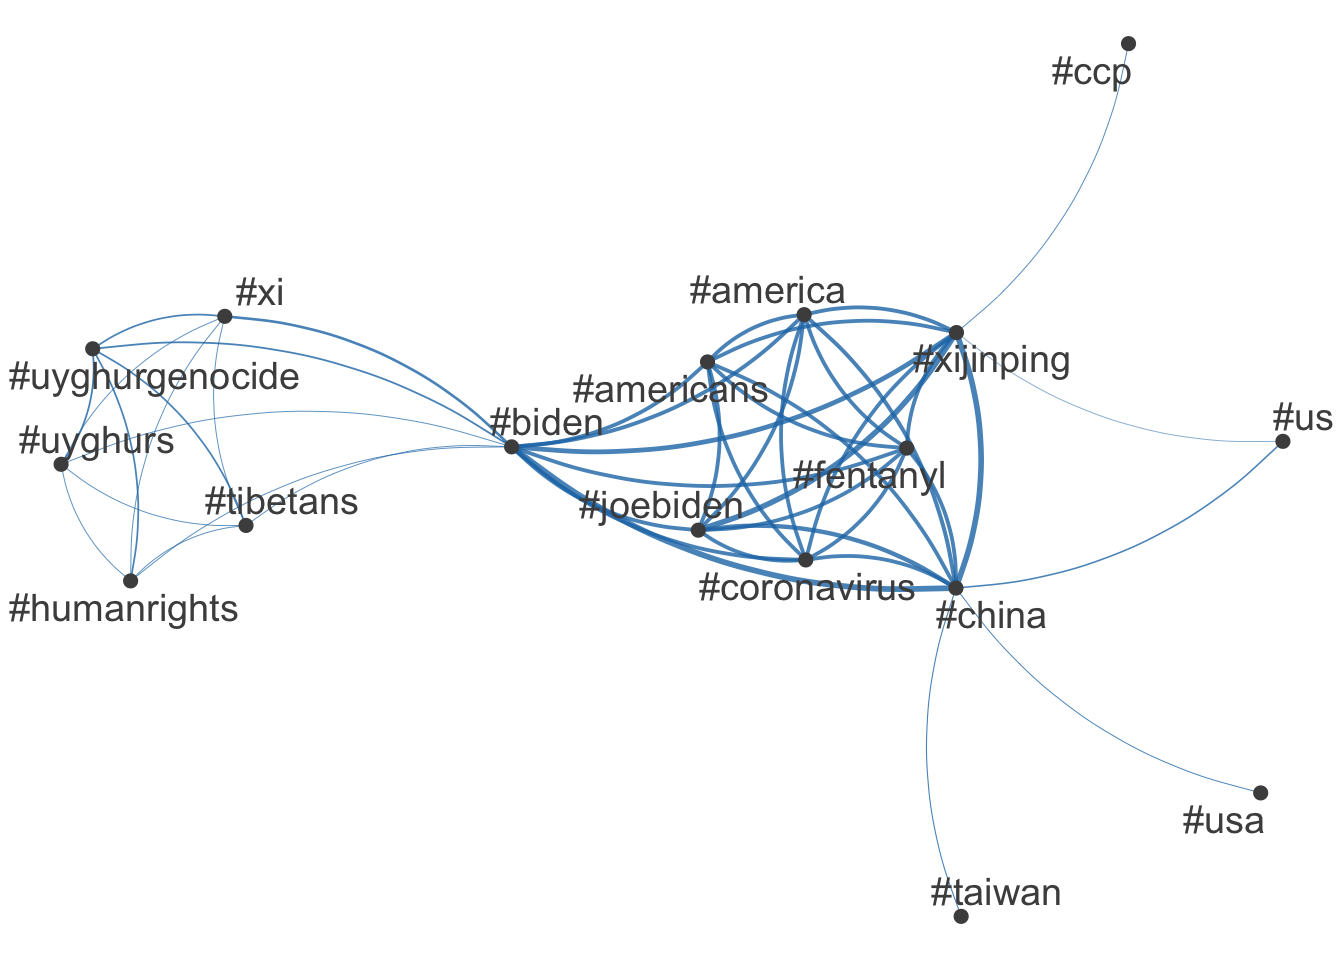 #ccp
#xi
#america
#xijinping
#uyghurgenocide
#americans
#us
#biden
#uyghurs
#fentanyl
#tibetans
#joebiden
#coronavirus
#humanrights
#china
#usa
#taiwan